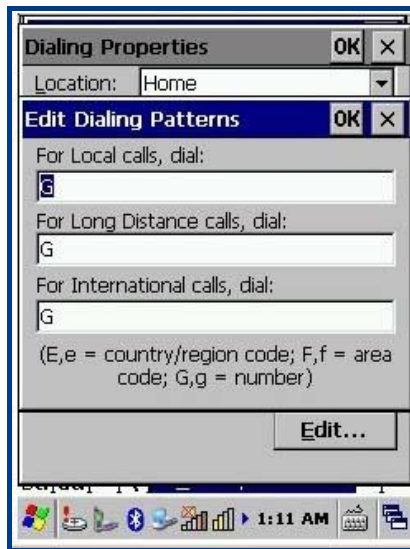 Dialing Properties OK ×
Location: Home
Edit Dialing Patterns OK ×
For Local calls, dial:
G
For Long Distance calls, dial:
G
For International calls, dial:
G
(E,e = country/region code; F,f = area
code; G,g = number)
Edit...
1:11 AM